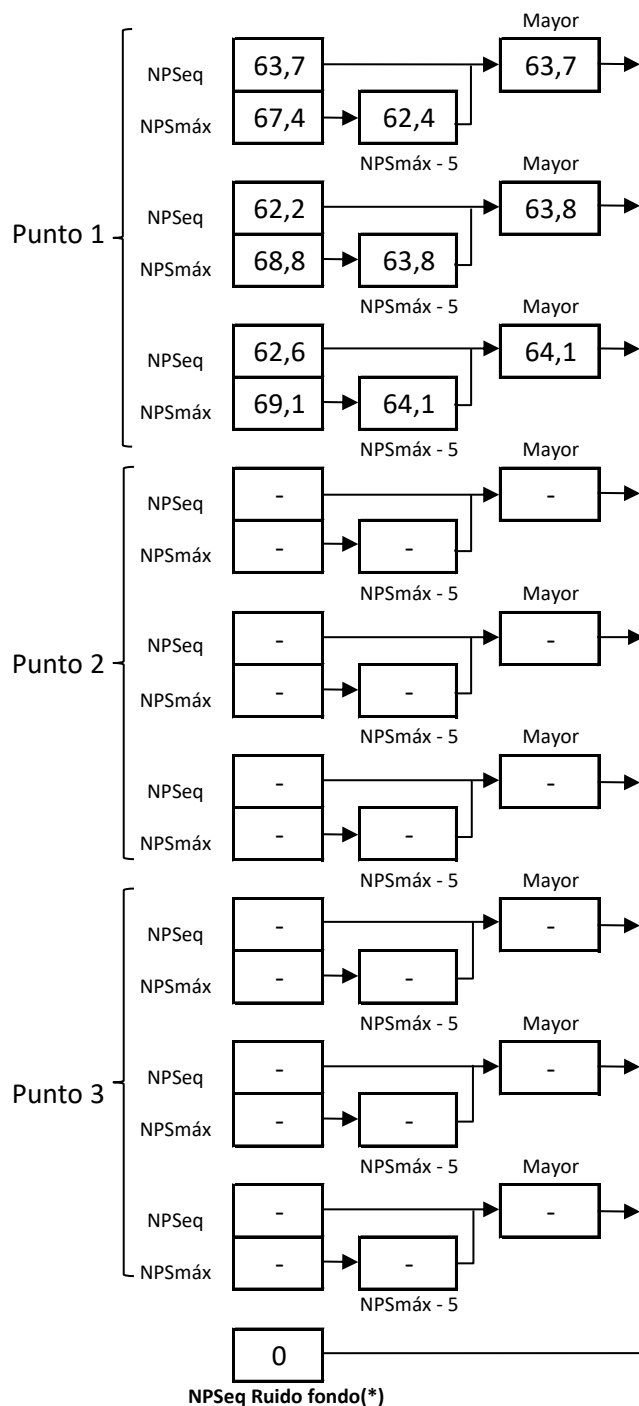 Mayor
NPSeq 63,7 63,7
NPSmáx 67,4 62,4
NPSmáx - 5
Mayor
Punto 1
NPSeq 62,2 63,8
NPSmáx 68,8 63,8
NPSmáx - 5
Mayor
NPSeq 62,6 64,1
NPSmáx 69,1 64,1
NPSmáx - 5
Mayor
NPSeq - -
NPSmáx - -
NPSmáx - 5
Mayor
Punto 2
NPSeq - -
NPSmáx - -
NPSmáx - 5
Mayor
NPSeq - -
NPSmáx - -
NPSmáx - 5
Mayor
NPSeq - -
NPSmáx - -
NPSmáx - 5
Mayor
Punto 3
NPSeq - -
NPSmáx - -
NPSmáx - 5
Mayor
NPSeq - -
NPSmáx - -
NPSmáx - 5
0
NPSeq Ruido fondo(*)